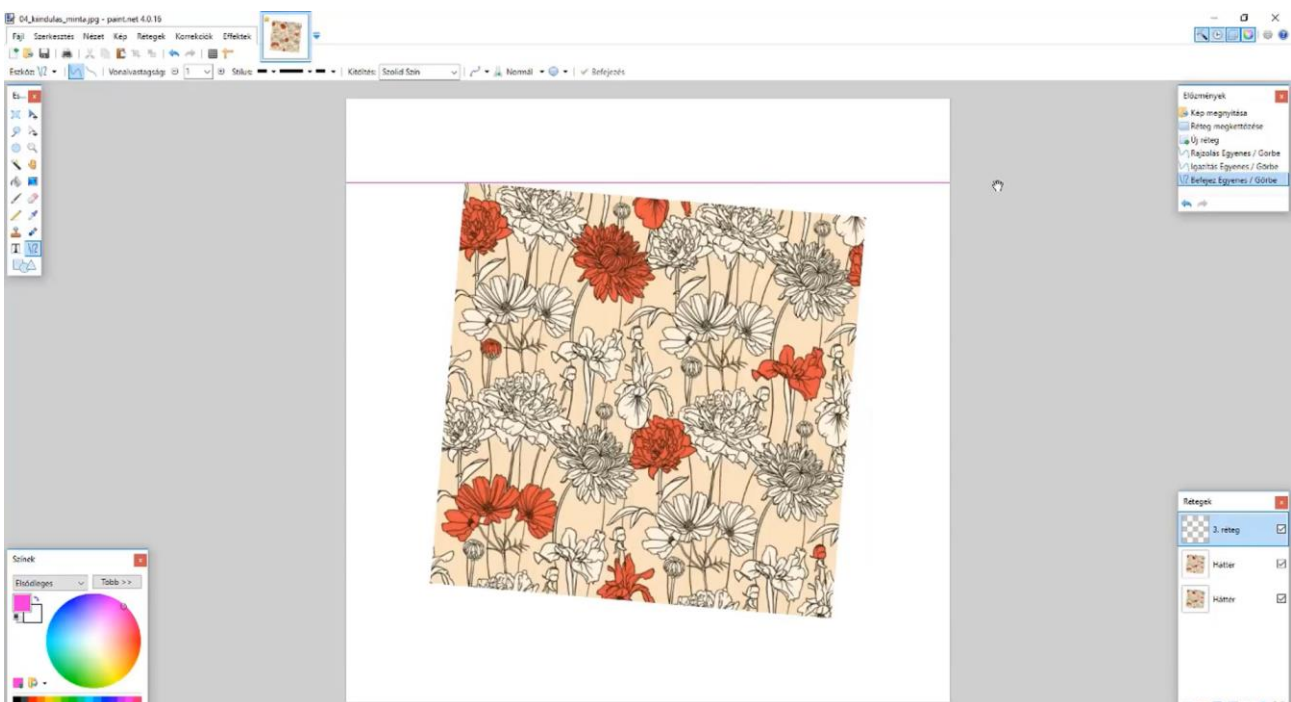 04_kiindulas_minta.jpg - paint.net 4.0.16
Fájl Szerkesztés Nézet Kép Rétegek Korrekciók Effektek
Eszköz: Vonalvastagság: 1 Stílus: Kitöltés: Szolid Szín Normál Befejezés
Es...
Előzmények
Kép megnyitása
Réteg megkettőzése
Új réteg
Rajzolás Egyenes / Görbe
Igazítás Egyenes / Görbe
Befejez Egyenes / Görbe
Rétegek
3. réteg
Háttér
Háttér
Színek
Elsődleges Több >>